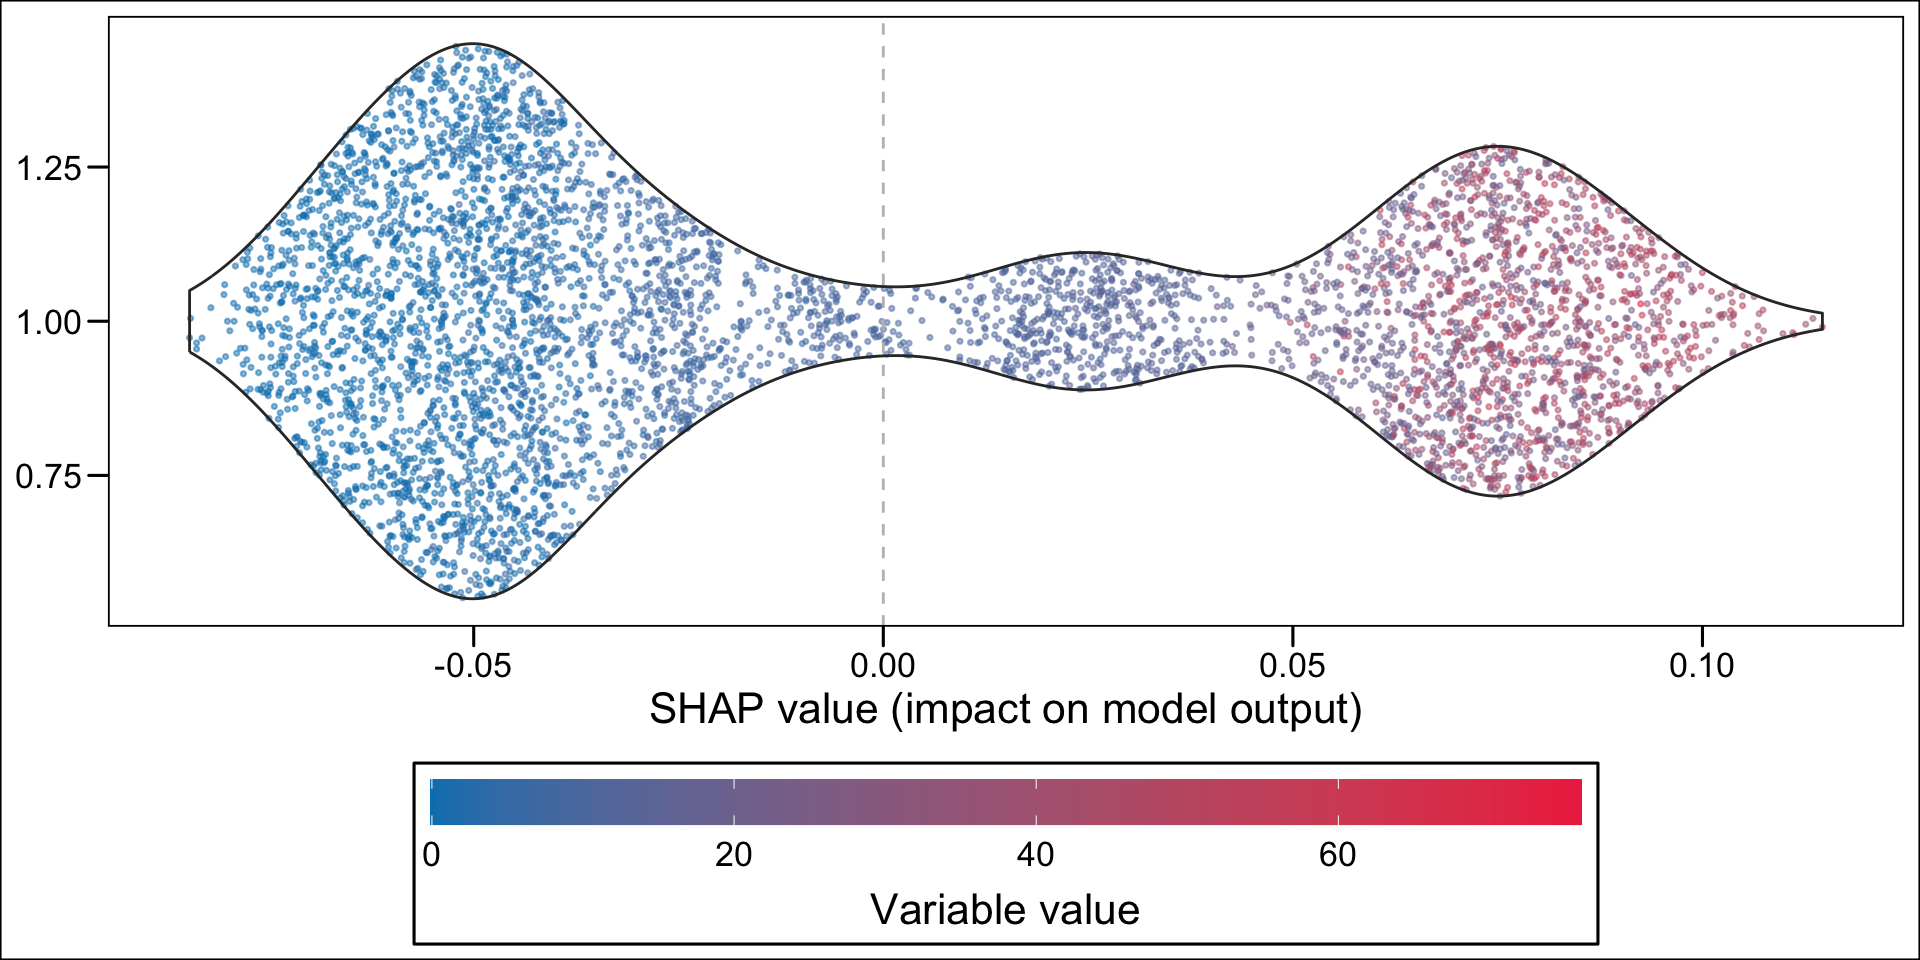 1.25
1.00
0.75
-0.05 0.00 0.05 0.10
SHAP value (impact on model output)
0 20 40 60
Variable value